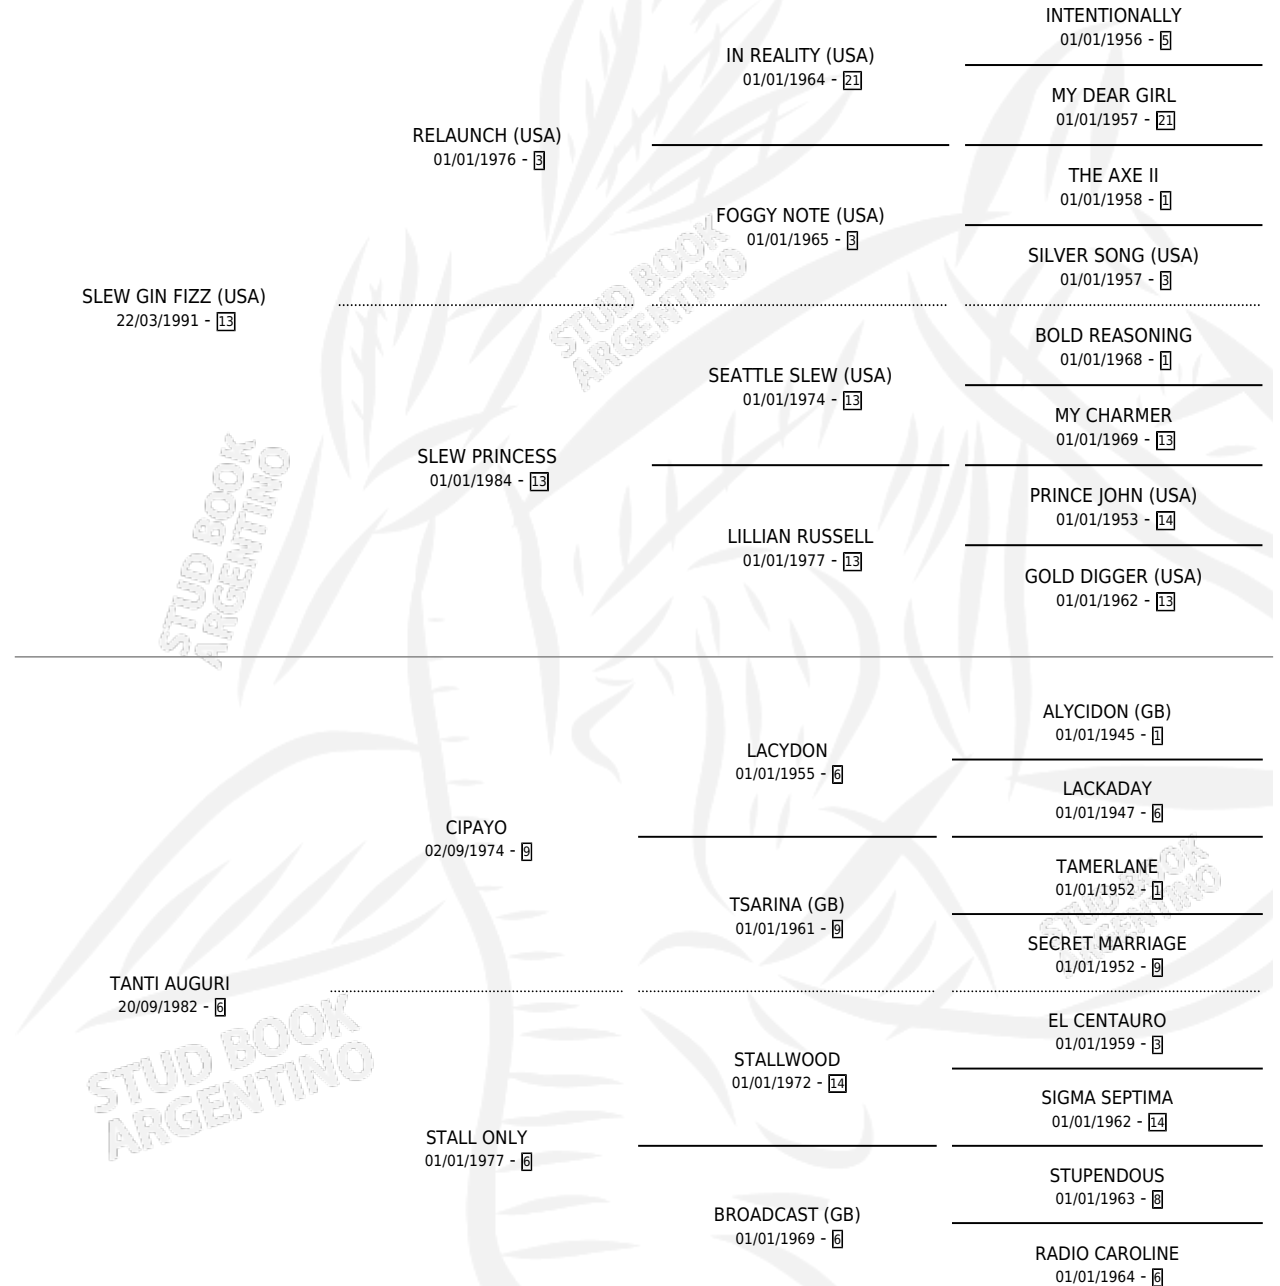 INTENTIONALLY
01/01/1956 - 5
IN REALITY (USA)
01/01/1964 - 21
MY DEAR GIRL
01/01/1957 - 21
RELAUNCH (USA)
01/01/1976 - 3
THE AXE II
01/01/1958 - 1
FOGGY NOTE (USA)
01/01/1965 - 3
SILVER SONG (USA)
01/01/1957 - 3
SLEW GIN FIZZ (USA)
22/03/1991 - 13
BOLD REASONING
01/01/1968 - 1
SEATTLE SLEW (USA)
01/01/1974 - 13
MY CHARMER
01/01/1969 - 13
SLEW PRINCESS
01/01/1984 - 13
PRINCE JOHN (USA)
01/01/1953 - 14
LILLIAN RUSSELL
01/01/1977 - 13
GOLD DIGGER (USA)
01/01/1962 - 13
ALYCIDON (GB)
01/01/1945 - 1
LACYDON
01/01/1955 - 6
LACKADAY
01/01/1947 - 6
CIPAYO
02/09/1974 - 9
TAMERLANE
01/01/1952 - 1
TSARINA (GB)
01/01/1961 - 9
SECRET MARRIAGE
01/01/1952 - 9
TANTI AUGURI
20/09/1982 - 6
EL CENTAURO
01/01/1959 - 3
STALLWOOD
01/01/1972 - 14
SIGMA SEPTIMA
01/01/1962 - 14
STALL ONLY
01/01/1977 - 6
STUPENDOUS
01/01/1963 - 8
BROADCAST (GB)
01/01/1969 - 6
RADIO CAROLINE
01/01/1964 - 6
STUD BOOK
ARGENTINO
STUD BOOK
ARGENTINO
STUD BOOK
ARGENTINO
STUD BOOK
ARGENTINO